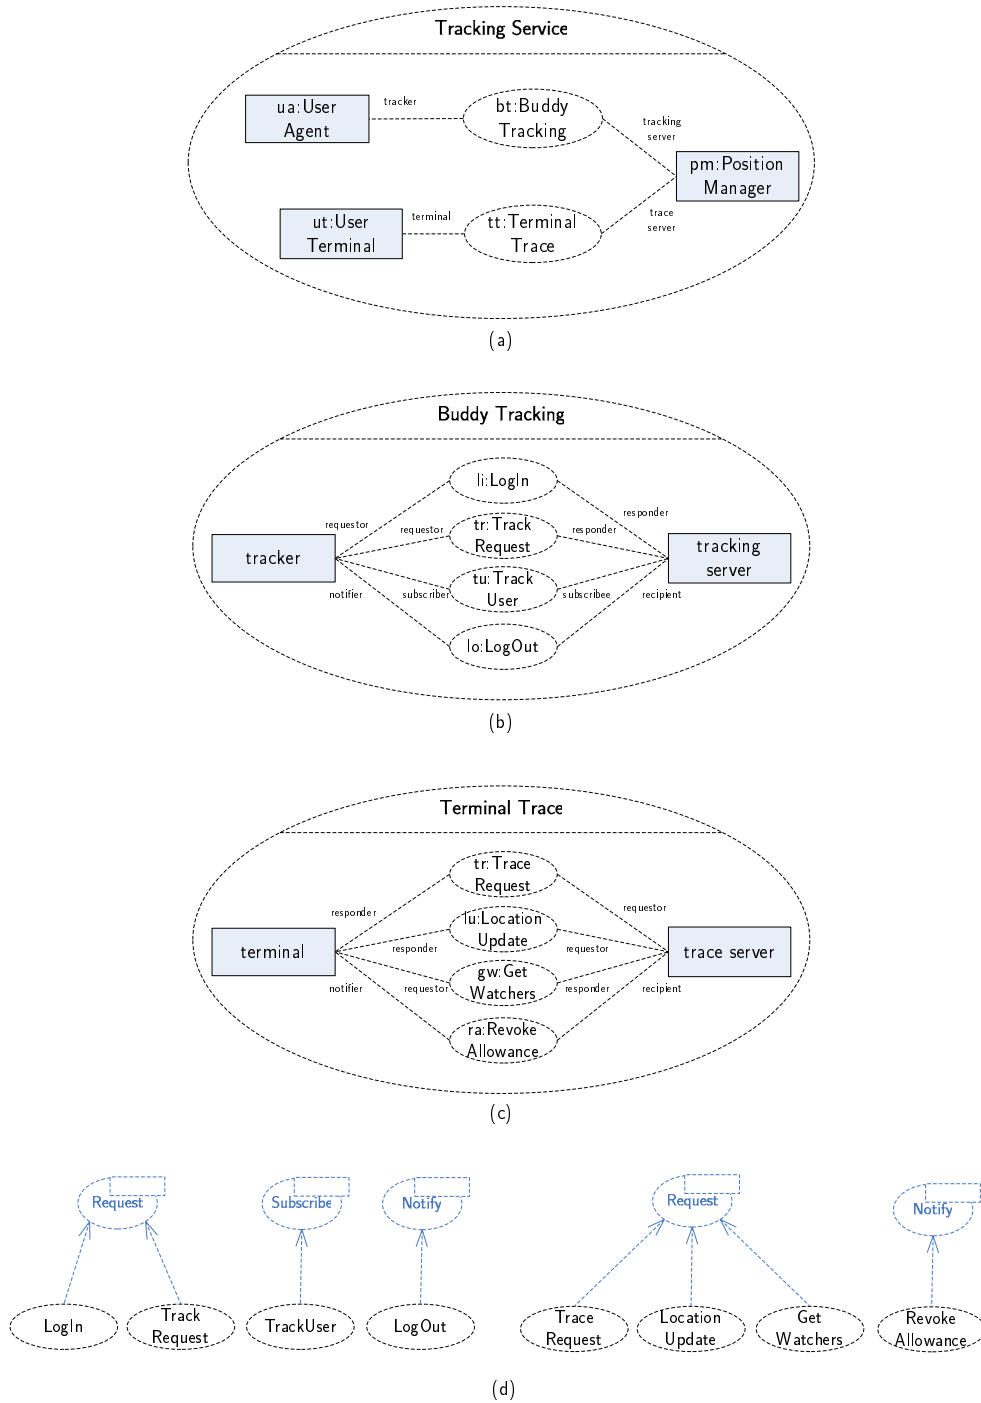 Tracking Service
ua:User
Agent
tracker
bt:Buddy
Tracking
tracking
server
pm:Position
Manager
ut:User
Terminal
terminal
tt:Terminal
Trace
trace
server
(a)
Buddy Tracking
li:LogIn
requestor
responder
tracker
requestor
tr:Track
Request
responder
tracking
server
notifier
subscriber
tu:Track
User
subscribee
recipient
lo:LogOut
(b)
Terminal Trace
tr:Trace
Request
responder
requestor
terminal
responder
lu:Location
Update
requestor
trace server
notifier
requestor
gw:Get
Watchers
responder
recipient
ra:Revoke
Allowance
(c)
Request
Subscribe
Notify
Request
Notify
LogIn
Track
Request
TrackUser
LogOut
Trace
Request
Location
Update
Get
Watchers
Revoke
Allowance
(d)